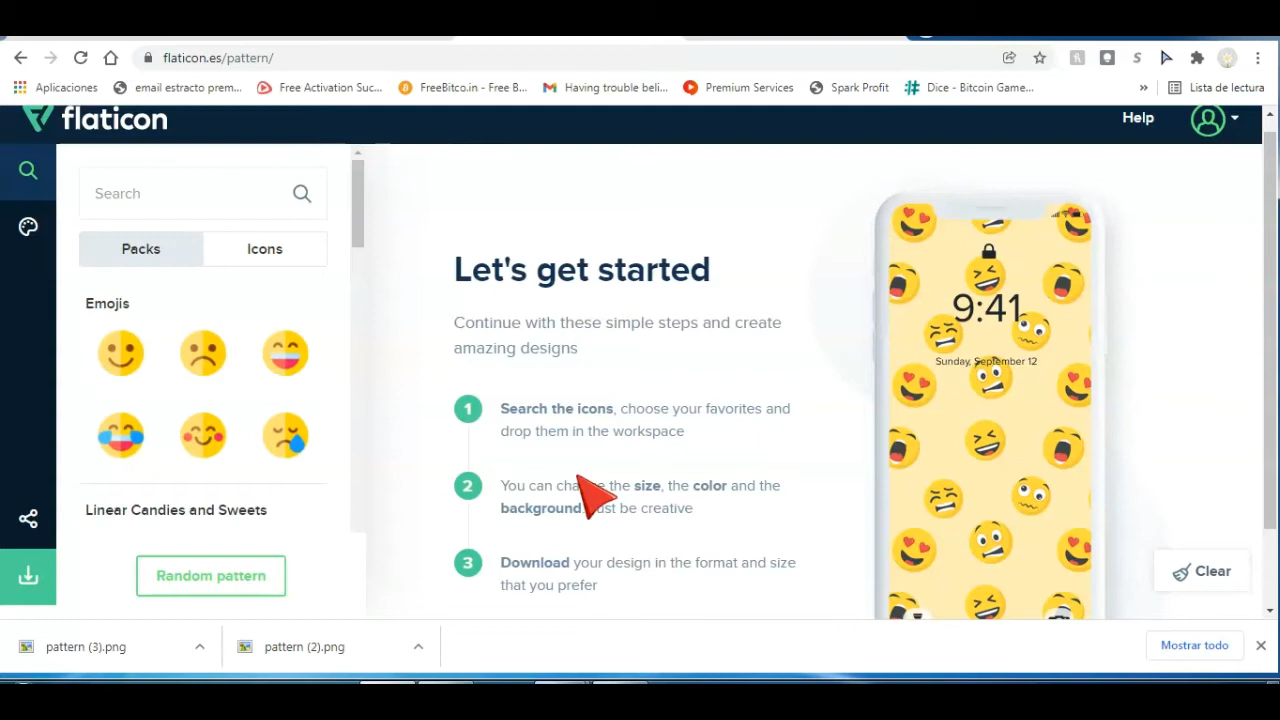 flaticon.es/pattern/
Aplicaciones
email estracto prem...
Free Activation Suc...
FreeBitco.in - Free B...
Having trouble beli...
Premium Services
Spark Profit
Dice - Bitcoin Game...
»
Lista de lectura
flaticon
Help
Search
Packs
Icons
Emojis
Linear Candies and Sweets
Random pattern
Let's get started
Continue with these simple steps and create
amazing designs
1
Search the icons, choose your favorites and
drop them in the workspace
2
You can the size, the color and the
background. be creative
3
Download your design in the format and size
that you prefer
9:41
Sunday, September 12
Clear
pattern (3).png
pattern (2).png
Mostrar todo